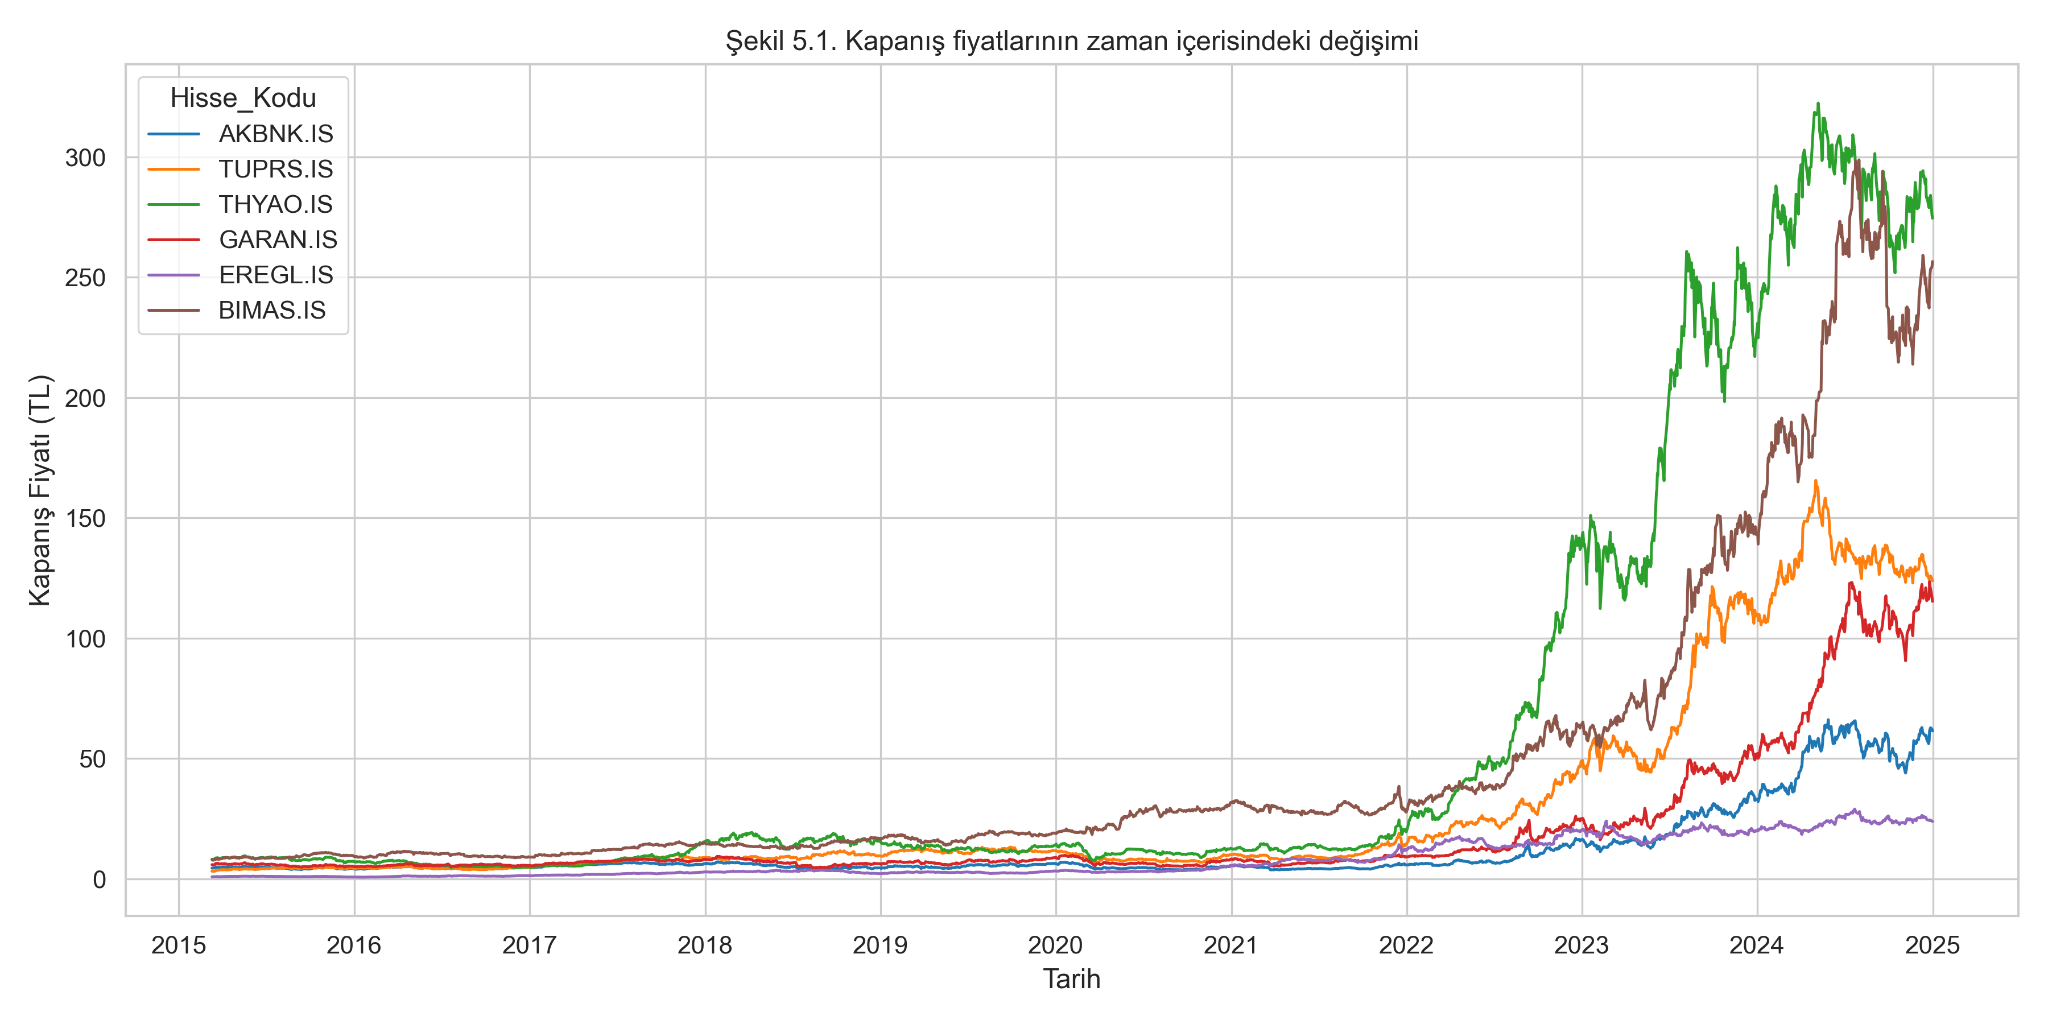 Şekil 5.1. Kapanış fiyatlarının zaman içerisindeki değişimi
Hisse_Kodu
AKBNK.IS
TUPRS.IS
THYAO.IS
GARAN.IS
EREGL.IS
BIMAS.IS
Kapanış Fiyatı (TL)
300
250
200
150
100
50
0
2015 2016 2017 2018 2019 2020 2021 2022 2023 2024 2025
Tarih